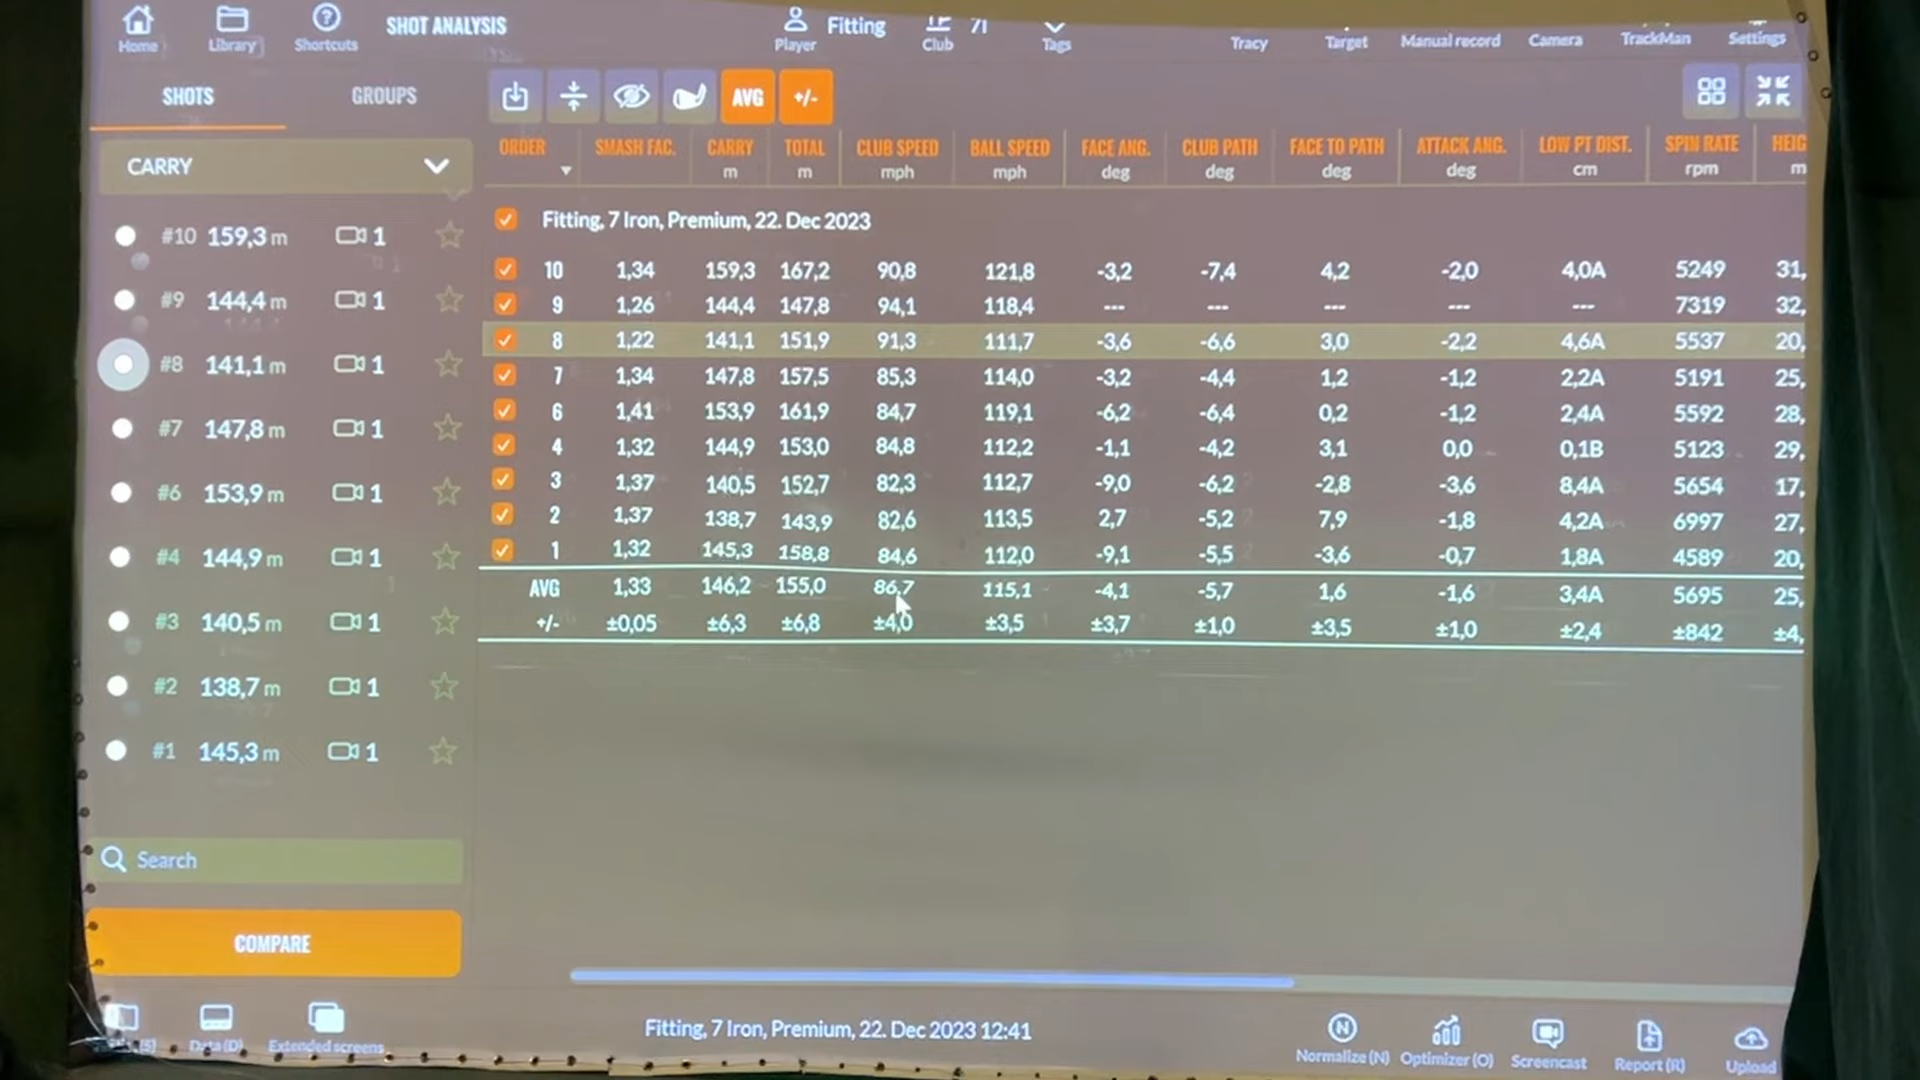 Home Library Shortcuts SHOT ANALYSIS Player Fitting Club 7I Tags Tracy Target Manual record Camera TrackMan Settings
SHOTS GROUPS AVG +/-
CARRY
ORDER SMASH FAC. CARRY TOTAL CLUB SPEED BALL SPEED FACE ANG. CLUB PATH FACE TO PATH ATTACK ANG. LOW PT DIST. SPIN RATE HEIG
m m mph mph deg deg deg deg cm rpm m
Fitting, 7 Iron, Premium, 22. Dec 2023
10 1,34 159,3 167,2 90,8 121,8 -3,2 -7,4 4,2 -2,0 4,0A 5249 31,
9 1,26 144,4 147,8 94,1 118,4 --- --- --- --- --- 7319 32,
8 1,22 141,1 151,9 91,3 111,7 -3,6 -6,6 3,0 -2,2 4,6A 5537 20,
7 1,34 147,8 157,5 85,3 114,0 -3,2 -4,4 1,2 -1,2 2,2A 5191 25,
6 1,41 153,9 161,9 84,7 119,1 -6,2 -6,4 0,2 -1,2 2,4A 5592 28,
4 1,32 144,9 153,0 84,8 112,2 -1,1 -4,2 3,1 0,0 0,1B 5123 29,
3 1,37 140,5 152,7 82,3 112,7 -9,0 -6,2 -2,8 -3,6 8,4A 5654 17,
2 1,37 138,7 143,9 82,6 113,5 2,7 -5,2 7,9 -1,8 4,2A 6997 27,
1 1,32 145,3 158,8 84,6 112,0 -9,1 -5,5 -3,6 -0,7 1,8A 4589 20,
AVG 1,33 146,2 155,0 86,7 115,1 -4,1 -5,7 1,6 -1,6 3,4A 5695 25,
+/- ±0,05 ±6,3 ±6,8 ±4,0 ±3,5 ±3,7 ±1,0 ±3,5 ±1,0 ±2,4 ±842 ±4,
#10 159,3 m 1
#9 144,4 m 1
#8 141,1 m 1
#7 147,8 m 1
#6 153,9 m 1
#4 144,9 m 1
#3 140,5 m 1
#2 138,7 m 1
#1 145,3 m 1
Search
COMPARE
Data (D) Extended screens Fitting, 7 Iron, Premium, 22. Dec 2023 12:41 Normalize (N) Optimizer (O) Screencast Report (R) Upload